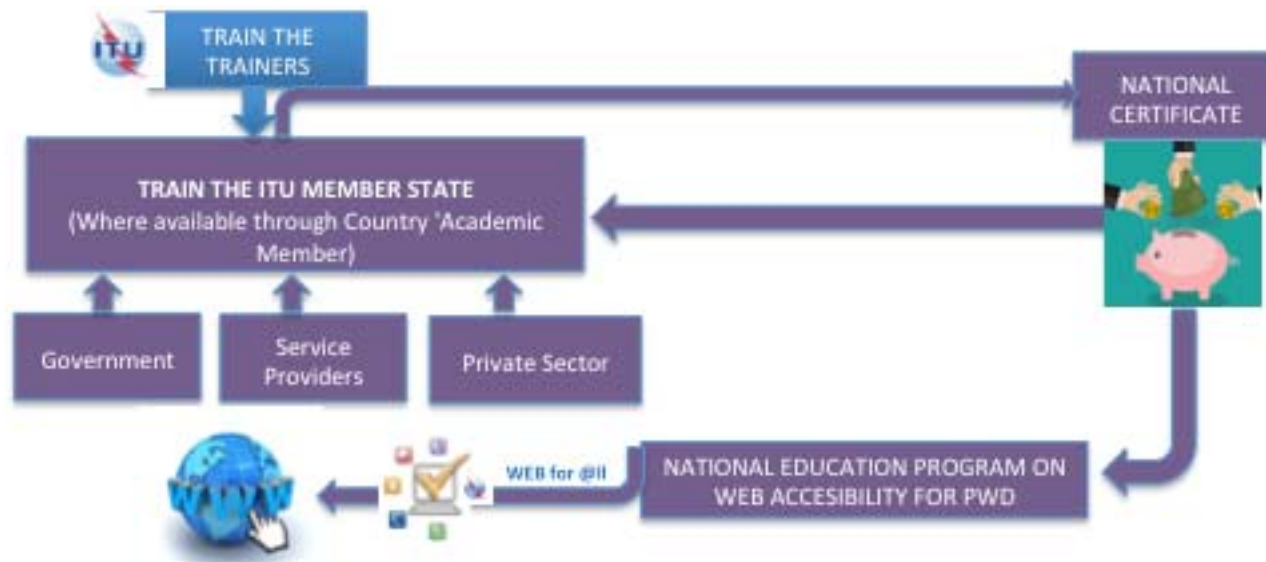 ITU
TRAIN THE
TRAINERS
NATIONAL
CERTIFICATE
TRAIN THE ITU MEMBER STATE
(Where available through Country 'Academic
Member)
Government
Service
Providers
Private Sector
WWW
WEB for @ll
NATIONAL EDUCATION PROGRAM ON
WEB ACCESIBILITY FOR PWD